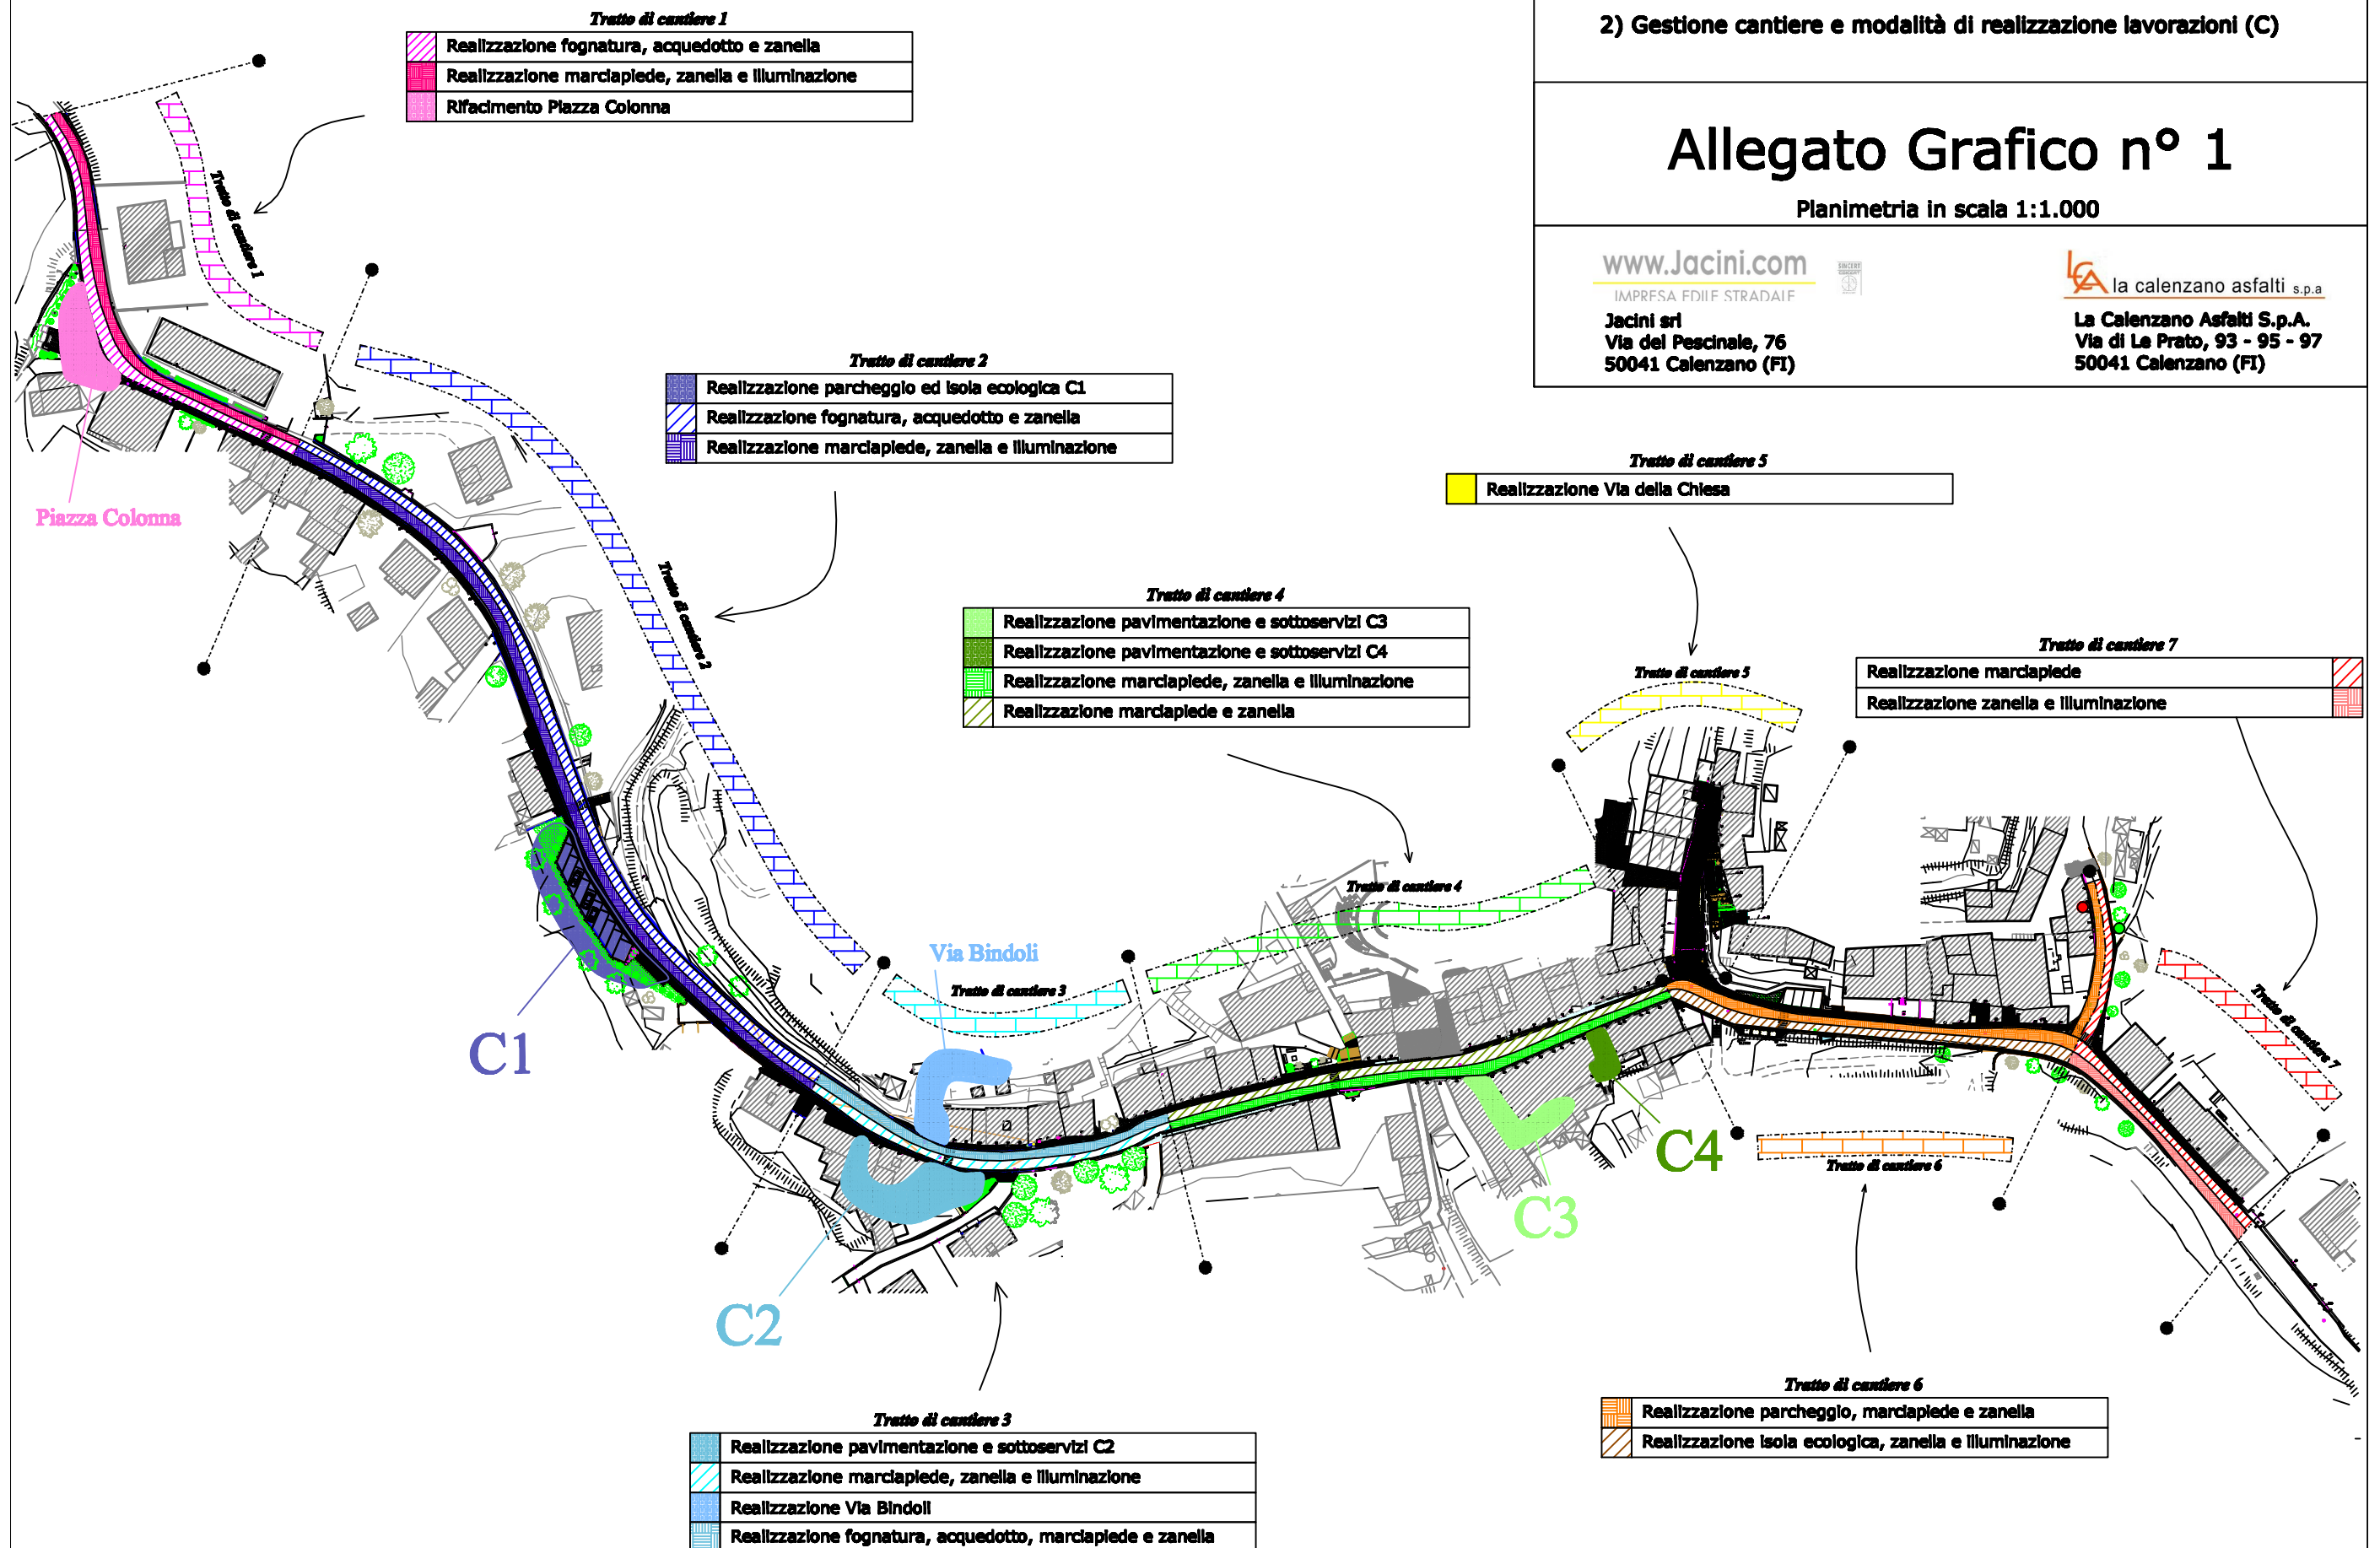 2) Gestione cantiere e modalità di realizzazione lavorazioni (C)
Allegato Grafico n° 1
Planimetria in scala 1:1.000
www.Jacini.com
IMPRESA EDILE STRADALE
SINCERT
LCA la calenzano asfalti s.p.a
Jacini srl
Via del Pescinale, 76
50041 Calenzano (FI)
La Calenzano Asfalti S.p.A.
Via di Le Prato, 93 - 95 - 97
50041 Calenzano (FI)
Tratto di cantiere 1
Realizzazione fognatura, acquedotto e zanella
Realizzazione marciapiede, zanella e illuminazione
Rifacimento Piazza Colonna
Tratto di cantiere 1
Piazza Colonna
Tratto di cantiere 2
Realizzazione parcheggio ed isola ecologica C1
Realizzazione fognatura, acquedotto e zanella
Realizzazione marciapiede, zanella e illuminazione
Tratto di cantiere 2
Tratto di cantiere 5
Realizzazione Via della Chiesa
Tratto di cantiere 4
Realizzazione pavimentazione e sottoservizi C3
Realizzazione pavimentazione e sottoservizi C4
Realizzazione marciapiede, zanella e illuminazione
Realizzazione marciapiede e zanella
Tratto di cantiere 5
Tratto di cantiere 7
Realizzazione marciapiede
Realizzazione zanella e illuminazione
Tratto di cantiere 4
Via Bindoli
Tratto di cantiere 3
Tratto di cantiere 7
C1
C4
Tratto di cantiere 6
C3
C2
Tratto di cantiere 6
Realizzazione parcheggio, marciapiede e zanella
Realizzazione isola ecologica, zanella e illuminazione
Tratto di cantiere 3
Realizzazione pavimentazione e sottoservizi C2
Realizzazione marciapiede, zanella e illuminazione
Realizzazione Via Bindoli
Realizzazione fognatura, acquedotto, marciapiede e zanella